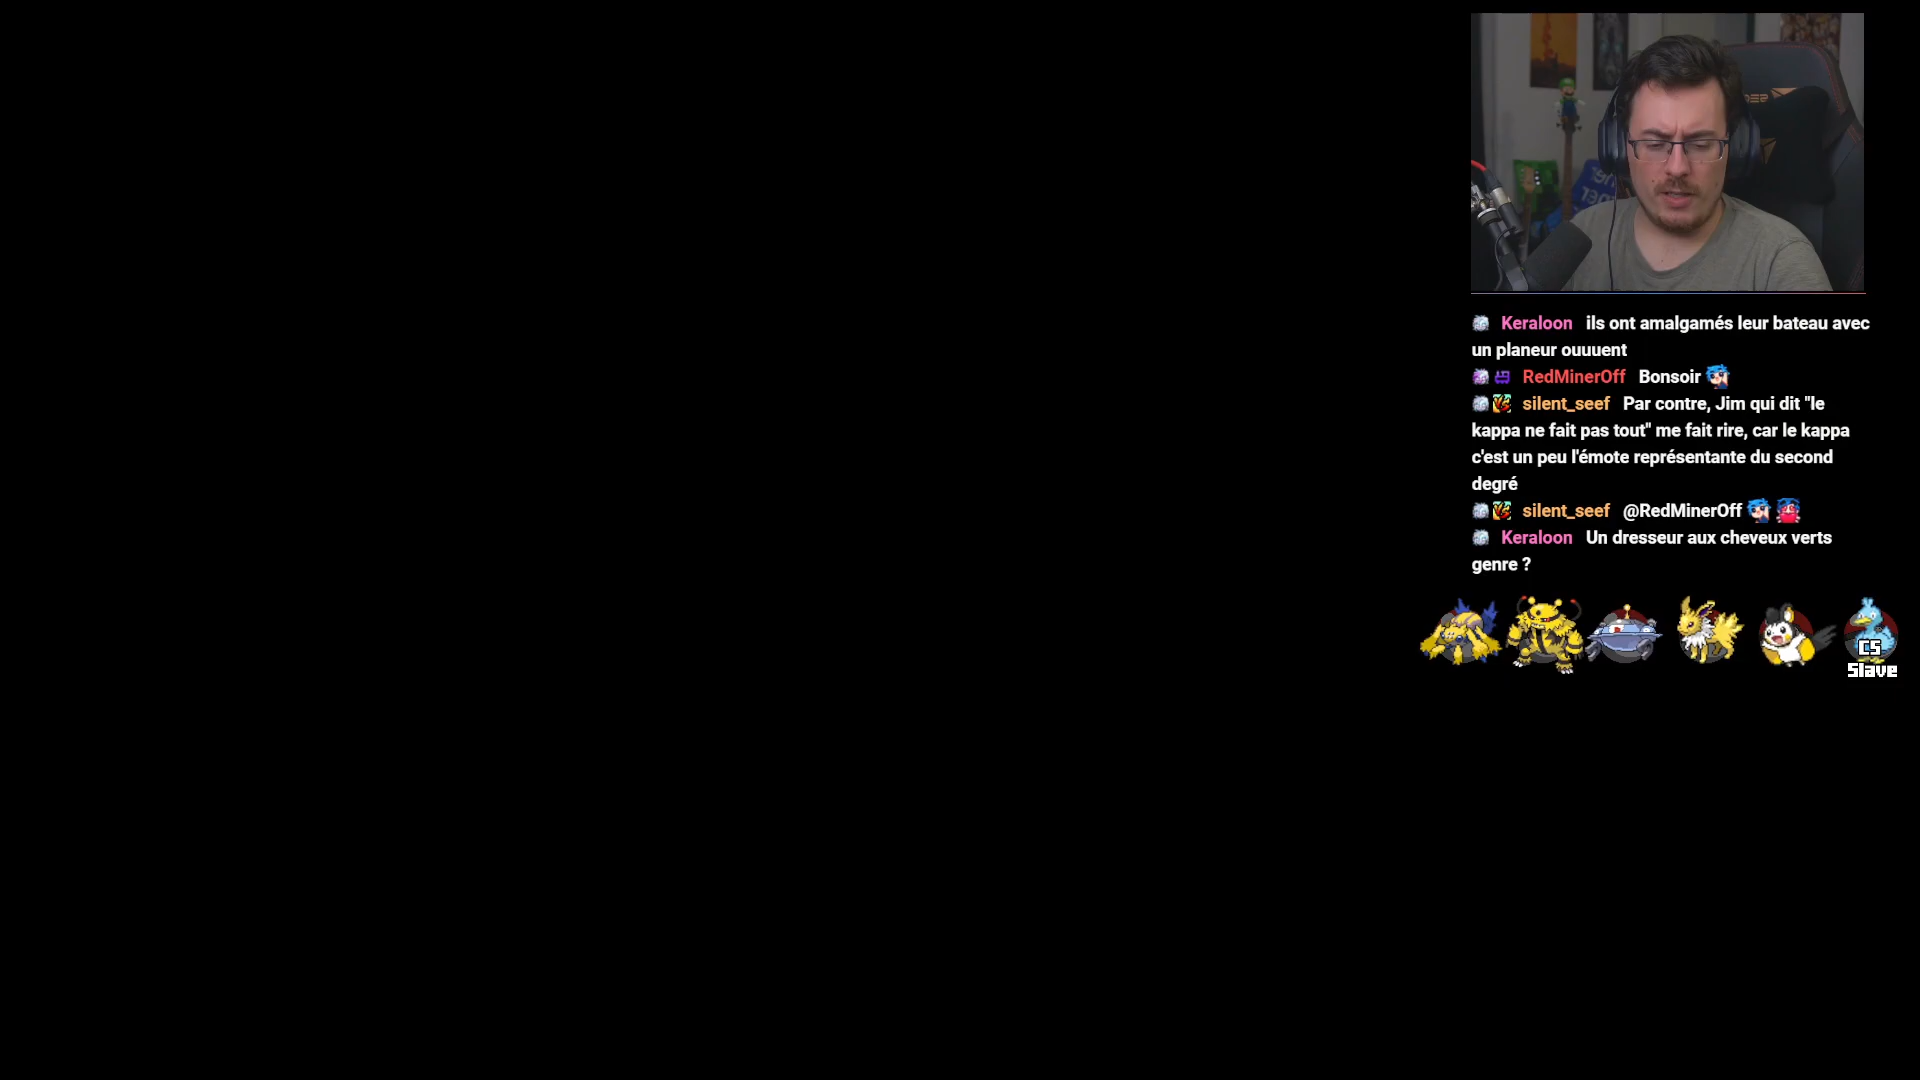 Keraloon ils ont amalgamés leur bateau avec
un planeur ouuuent
RedMinerOff Bonsoir
silent_seef Par contre, Jim qui dit "le
kappa ne fait pas tout" me fait rire, car le kappa
c'est un peu l'émote représentante du second
degré
silent_seef @RedMinerOff
Keraloon Un dresseur aux cheveux verts
genre ?
CS
Slave